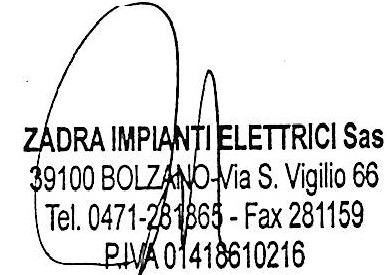 ZADRA IMPIANTI ELETTRICI Sas
39100 BOLZANO-Via S. Vigilio 66
Tel. 0471-281865 - Fax 281159
P.IVA 01418610216